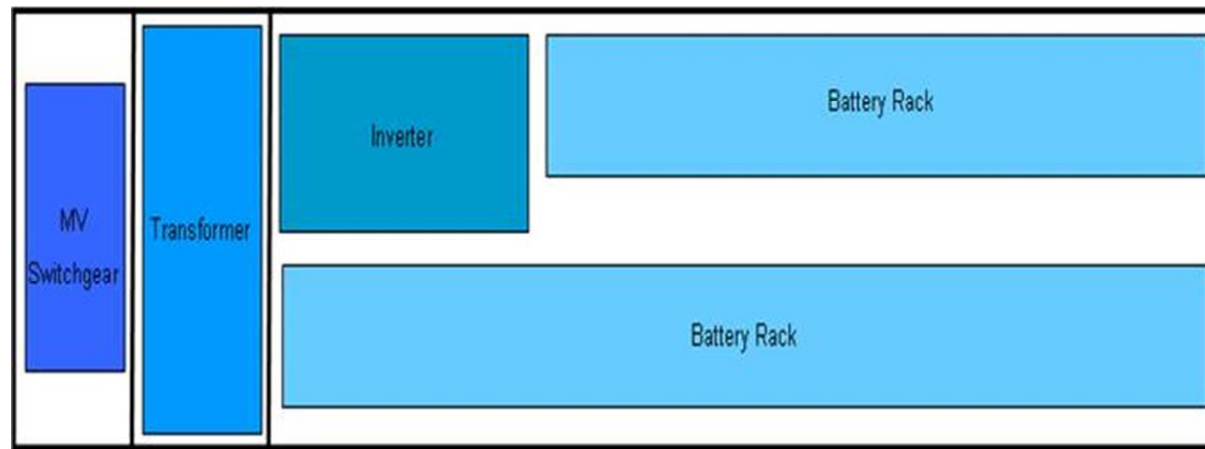 MV
Switchgear
Transformer
Inverter
Battery Rack
Battery Rack